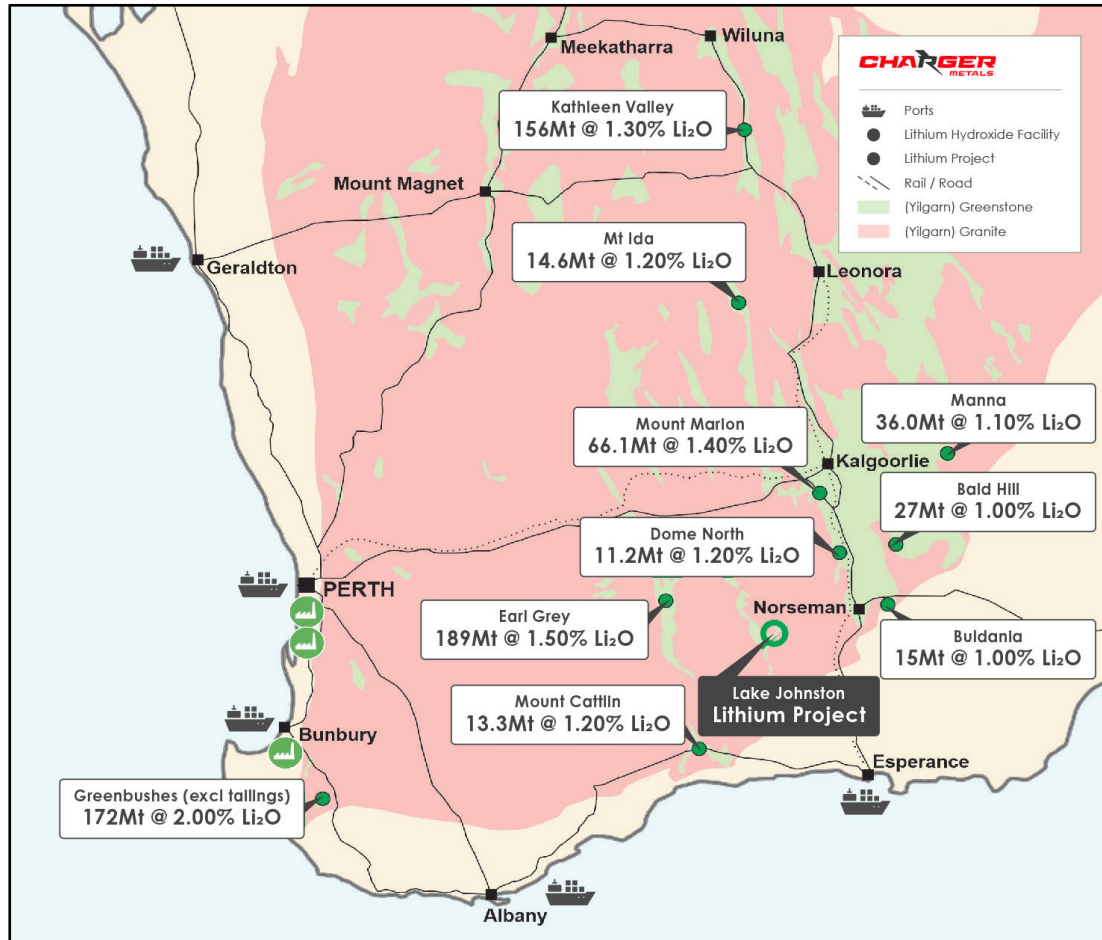 Meekatharra
Wiluna
CHARGER
METALS
Ports
Lithium Hydroxide Facility
Lithium Project
Rail / Road
(Yilgarn) Greenstone
(Yilgarn) Granite
Kathleen Valley
156Mt @ 1.30% Li₂O
Mount Magnet
Mt Ida
14.6Mt @ 1.20% Li₂O
Geraldton
Leonora
Manna
36.0Mt @ 1.10% Li₂O
Mount Marion
66.1Mt @ 1.40% Li₂O
Kalgoorlie
Bald Hill
27Mt @ 1.00% Li₂O
Dome North
11.2Mt @ 1.20% Li₂O
PERTH
Earl Grey
189Mt @ 1.50% Li₂O
Norseman
Buldania
15Mt @ 1.00% Li₂O
Lake Johnston
Lithium Project
Mount Cattlin
13.3Mt @ 1.20% Li₂O
Bunbury
Esperance
Greenbushes (excl tailings)
172Mt @ 2.00% Li₂O
Albany